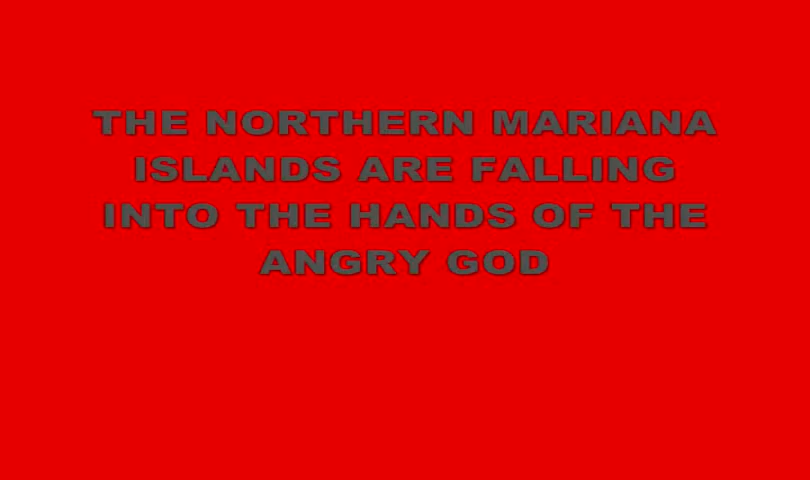 THE NORTHERN MARIANA
ISLANDS ARE FALLING
INTO THE HANDS OF THE
ANGRY GOD